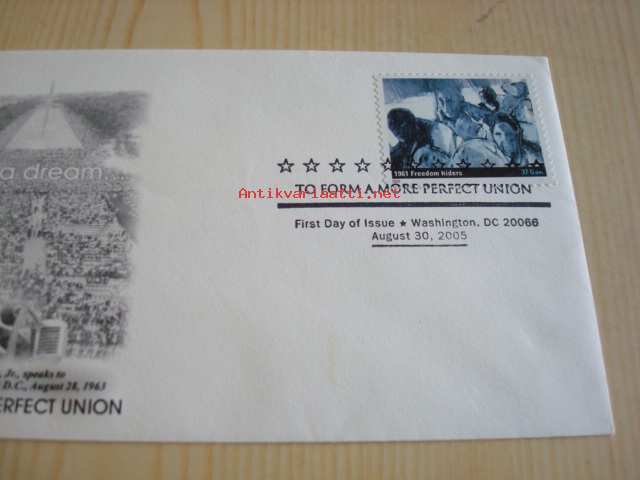 a dream...
Jr., speaks to
D.C., August 28, 1963
ERFECT UNION
1961 Freedom Riders
37 USA
TO FORM A MORE PERFECT UNION
Antikvariaatti.net
First Day of Issue ★ Washington, DC 20066
August 30, 2005